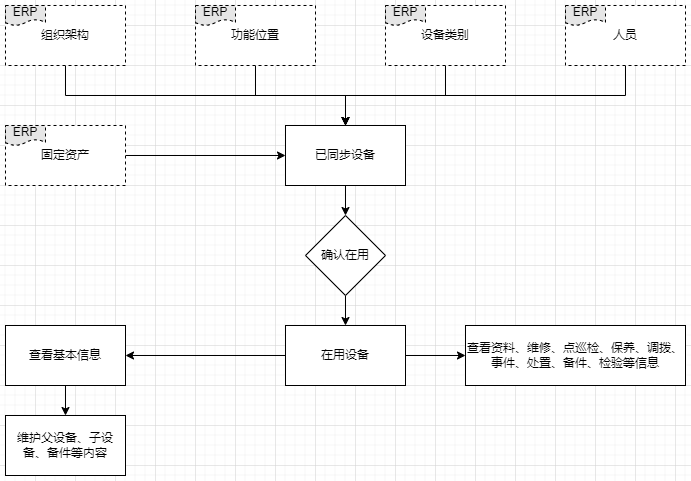 ERP
组织架构
ERP
功能位置
ERP
设备类别
ERP
人员
ERP
固定资产
已同步设备
确认在用
查看基本信息
在用设备
查看资料、维修、点巡检、保养、调拨、
事件、处置、备件、检验等信息
维护父设备、子设
备、备件等内容